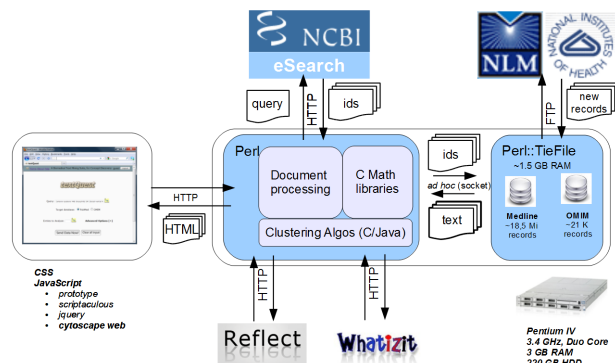 NCBI
eSearch
NLM
NATIONAL INSTITUTES
OF HEALTH
query
HTTP
ids
FTP
new
records
Perl
Document
processing
C Math
libraries
Clustering Algos (C/Java)
ids
ad hoc (socket)
text
Perl::TieFile
~1.5 GB RAM
Medline
~18,5 Mi
records
OMIM
~21 K
records
HTTP
HTML
CSS
JavaScript
• prototype
• scriptaculous
• jquery
• cytoscape web
HTTP
HTTP
Reflect
Whatizit
Pentium IV
3.4 GHz, Duo Core
3 GB RAM
220 GB HDD